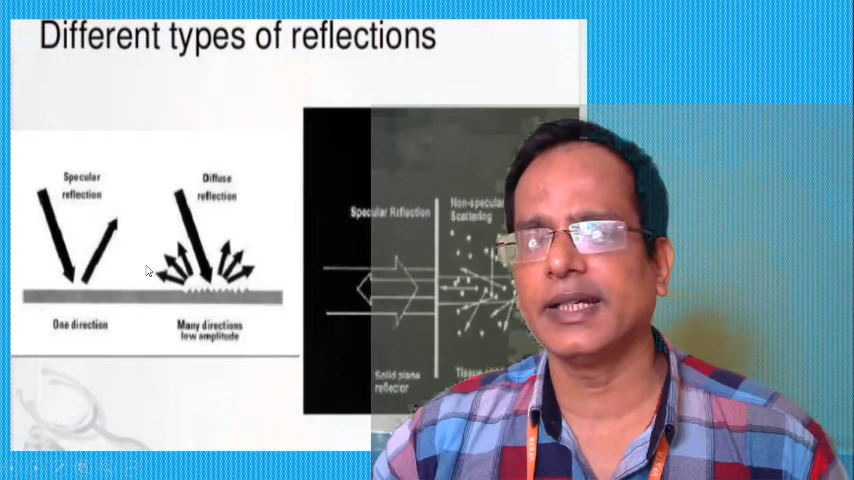 Different types of reflections
Specular
reflection
Diffuse
reflection
One direction
Many directions
low amplitude
Specular Reflection
Non-specular
Scattering
Solid plane
reflector
Tissue